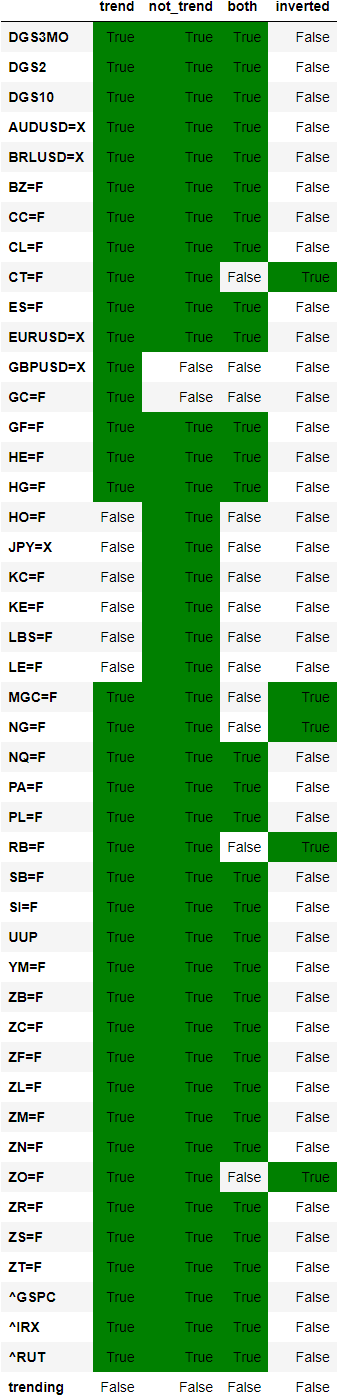 trend not_trend both inverted
DGS3MO True True True False
DGS2 True True True False
DGS10 True True True False
AUDUSD=X True True True False
BRLUSD=X True True True False
BZ=F True True True False
CC=F True True True False
CL=F True True True False
CT=F True True False True
ES=F True True True False
EURUSD=X True True True False
GBPUSD=X True False False False
GC=F True False False False
GF=F True True True False
HE=F True True True False
HG=F True True True False
HO=F False True False False
JPY=X False True False False
KC=F False True False False
KE=F False True False False
LBS=F False True False False
LE=F False True False False
MGC=F True True False True
NG=F True True False True
NQ=F True True True False
PA=F True True True False
PL=F True True True False
RB=F True True False True
SB=F True True True False
SI=F True True True False
UUP True True True False
YM=F True True True False
ZB=F True True True False
ZC=F True True True False
ZF=F True True True False
ZL=F True True True False
ZM=F True True True False
ZN=F True True True False
ZO=F True True False True
ZR=F True True True False
ZS=F True True True False
ZT=F True True True False
^GSPC True True True False
^IRX True True True False
^RUT True True True False
trending False False False False